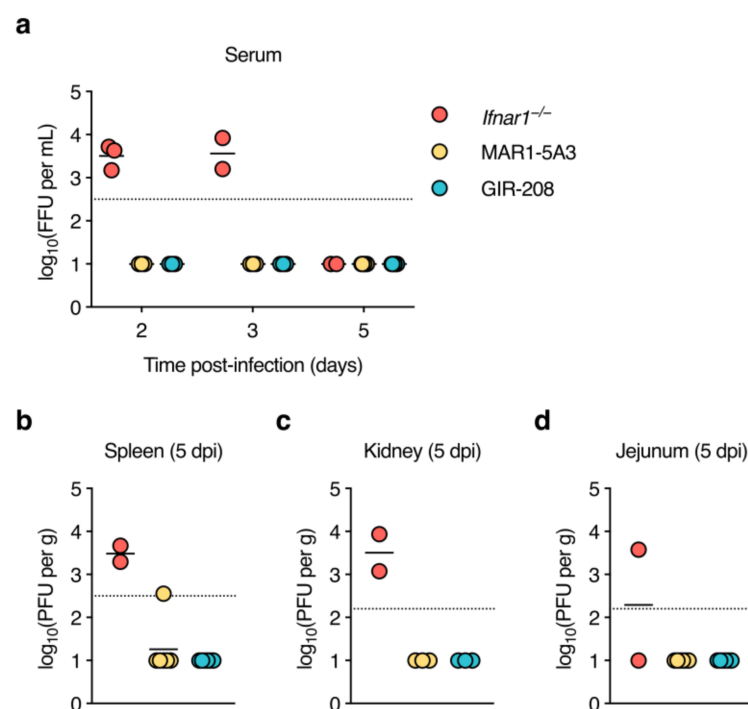 a
Serum
log10(FFU per mL)
5
4
3
2
1
0
2 3 5
Time post-infection (days)
Ifnar1–/–
MAR1-5A3
GIR-208
b
Spleen (5 dpi)
log10(PFU per g)
5
4
3
2
1
0
c
Kidney (5 dpi)
log10(PFU per g)
5
4
3
2
1
0
d
Jejunum (5 dpi)
log10(PFU per g)
5
4
3
2
1
0